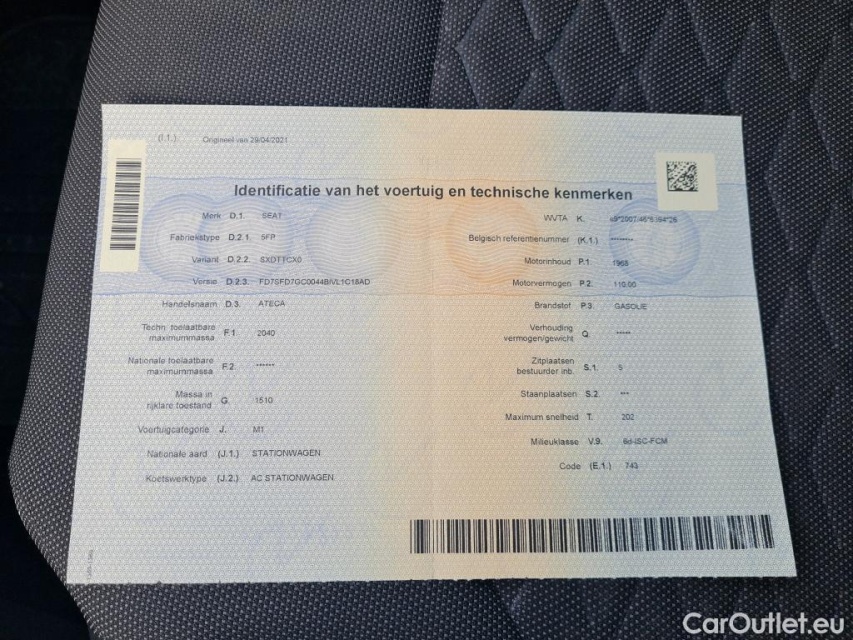 (I.1.) Origineel van 29/04/2021
Identificatie van het voertuig en technische kenmerken
Merk D.1. SEAT
Fabriekstype D.2.1. 5FP
Variant D.2.2. SXDTTCX0
Versie D.2.3.
Handelsnaam D.3. ATECA
Techn. toelaatbare
maximummassa F.1. 2040
Nationale toelaatbare
maximummassa F.2. ******
Massa in
rijklare toestand G. 1510
Voertuigcategorie J. M1
Nationale aard (J.1.) STATIONWAGEN
Koetswerktype (J.2.) AC STATIONWAGEN
WVTA K.
Belgisch referentienummer (K.1.) ********
Motorinhoud P.1. 1968
Motorvermogen P.2. 110.00
Brandstof P.3. GASOLIE
Verhouding
vermogen/gewicht Q. *****
Zitplaatsen
bestuurder inb. S.1. 5
Staanplaatsen S.2. ***
Maximum snelheid T. 202
Milieuklasse V.9. 6d-ISC-FCM
Code (E.1.) 743
CarOutlet.eu